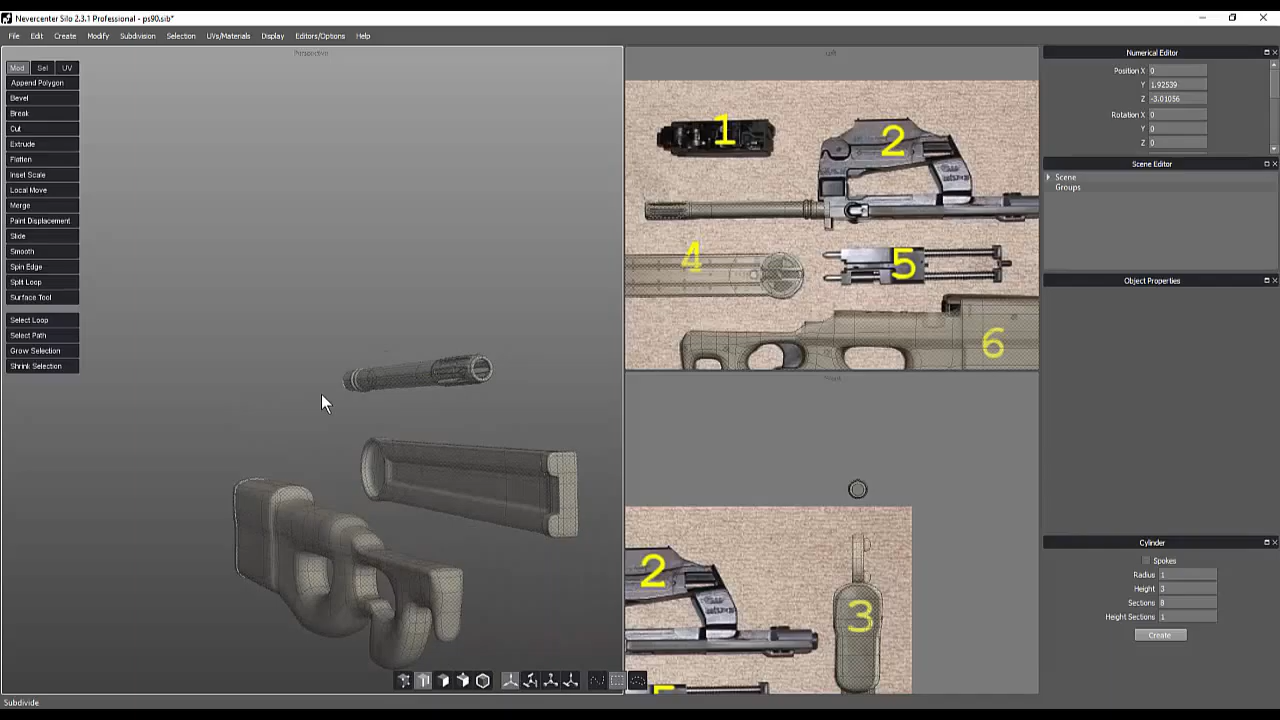 Nevercenter Silo 2.3.1 Professional - ps90.sib*
File Edit Create Modify Subdivision Selection UVs/Materials Display Editors/Options Help
Perspective
Mod Sel UV
Append Polygon
Bevel
Break
Cut
Extrude
Flatten
Inset Scale
Local Move
Merge
Paint Displacement
Slide
Smooth
Spin Edge
Split Loop
Surface Tool
Select Loop
Select Path
Grow Selection
Shrink Selection
Left
1
2
4
5
6
2
3
Numerical Editor
Position X 0
Y 1.92539
Z -3.01056
Rotation X 0
Y 0
Z 0
Scene Editor
Scene
Groups
Object Properties
Cylinder
Spokes
Radius 1
Height 3
Sections 8
Height Sections 1
Create
Subdivide